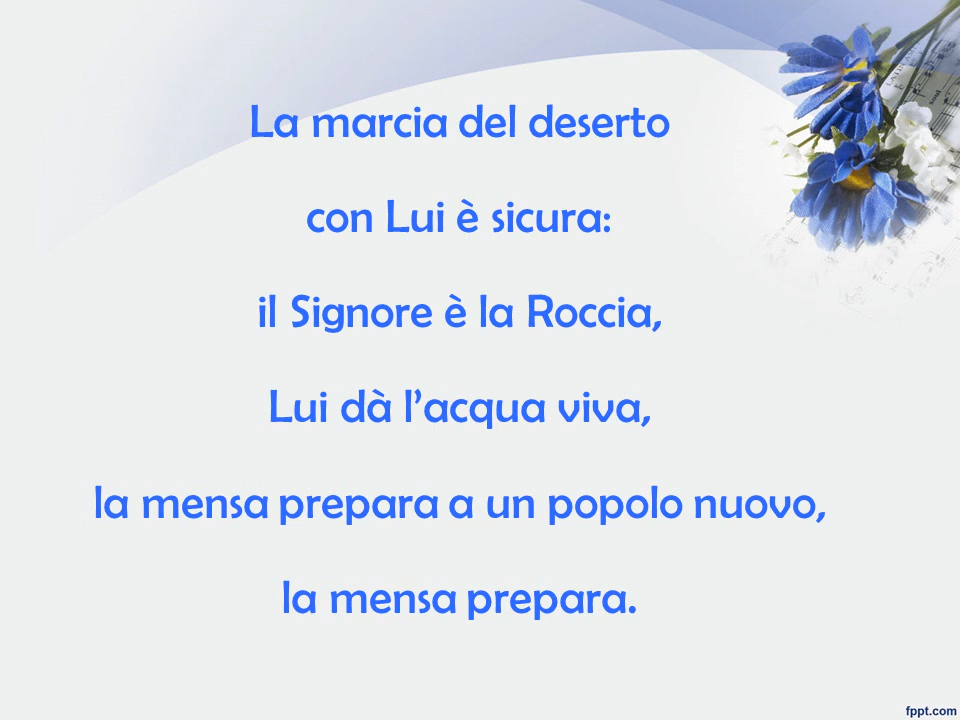 La marcia del deserto
con Lui è sicura:
il Signore è la Roccia,
Lui dà l’acqua viva,
la mensa prepara a un popolo nuovo,
la mensa prepara.
fppt.com